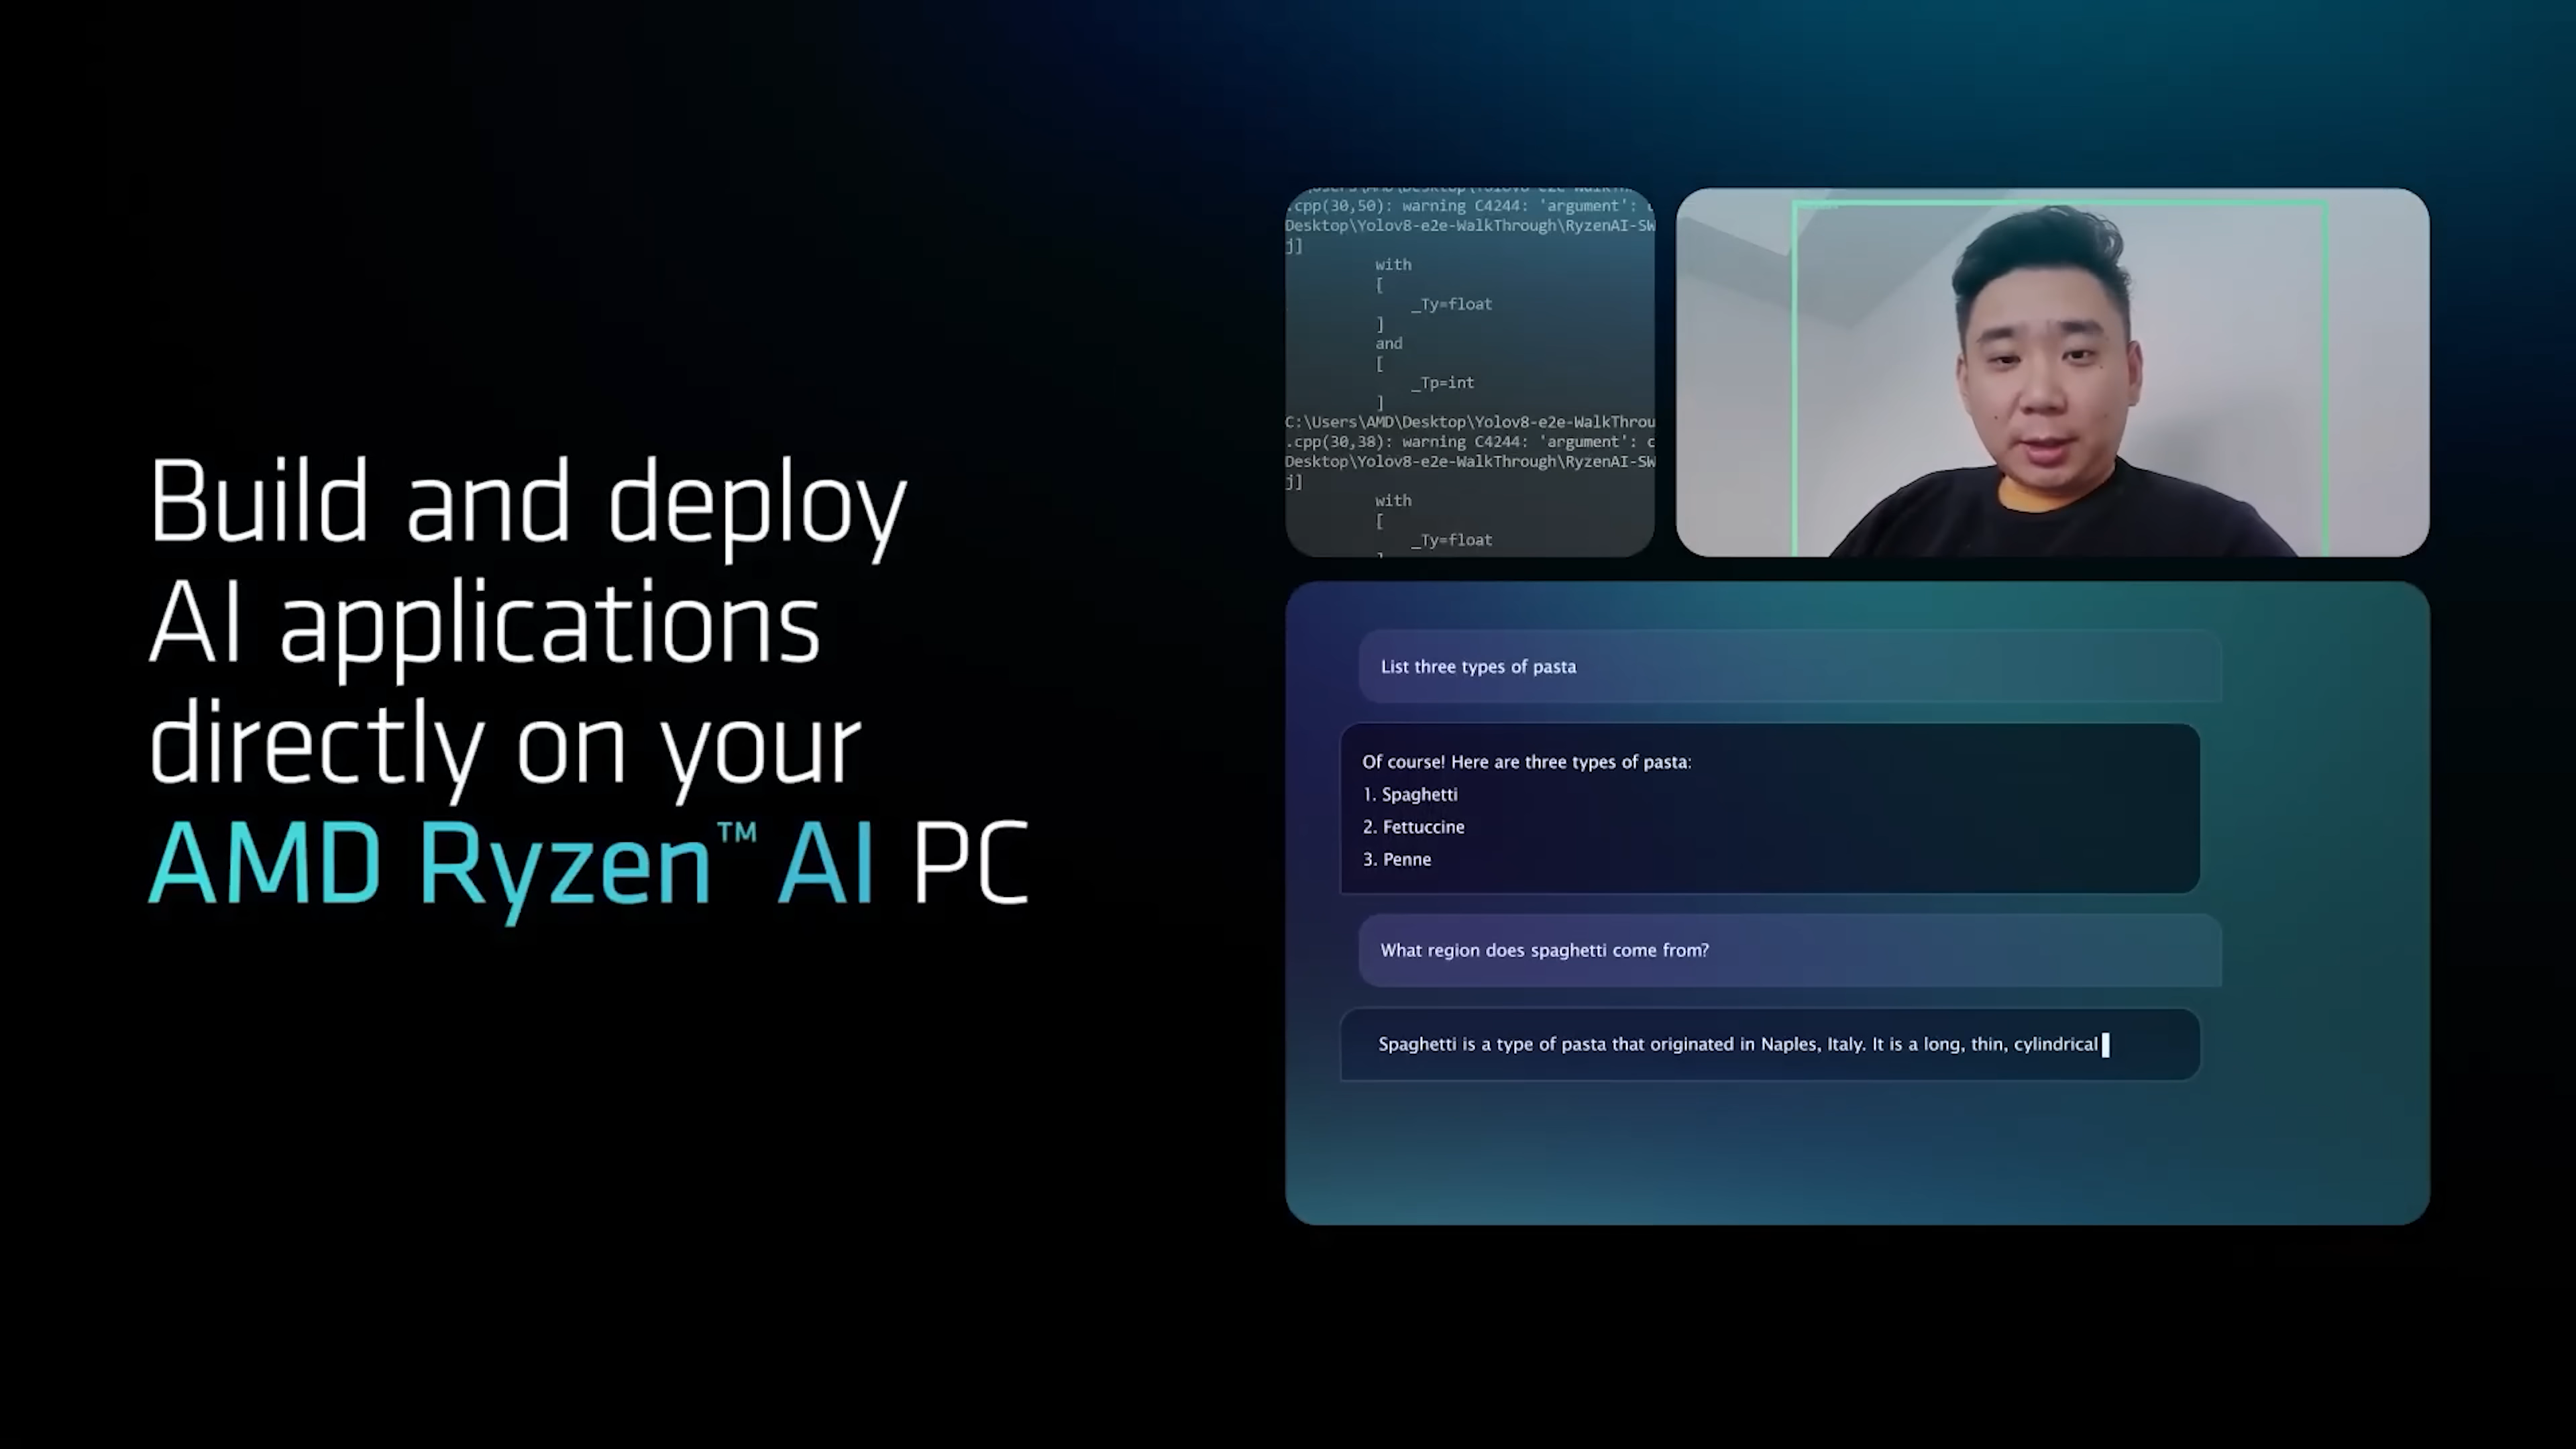 Build and deploy
AI applications
directly on your
AMD Ryzen™ AI PC
.cpp(30,50): warning C4244: 'argument':
Desktop\Yolov8-e2e-WalkThrough\RyzenAI-SW
j]
with
[
_Ty=float
]
and
[
_Tp=int
]
C:\Users\AMD\Desktop\Yolov8-e2e-WalkThrou
.cpp(30,38): warning C4244: 'argument': c
Desktop\Yolov8-e2e-WalkThrough\RyzenAI-SW
j]
with
[
_Ty=float
List three types of pasta
Of course! Here are three types of pasta:
1. Spaghetti
2. Fettuccine
3. Penne
What region does spaghetti come from?
Spaghetti is a type of pasta that originated in Naples, Italy. It is a long, thin, cylindrical